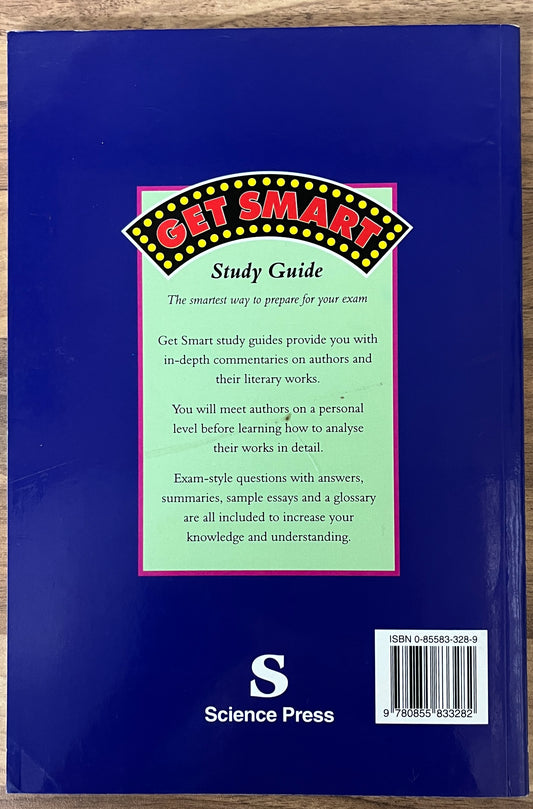 GET SMART
Study Guide
The smartest way to prepare for your exam
Get Smart study guides provide you with
in-depth commentaries on authors and
their literary works.
You will meet authors on a personal
level before learning how to analyse
their works in detail.
Exam-style questions with answers,
summaries, sample essays and a glossary
are all included to increase your
knowledge and understanding.
S
Science Press
ISBN 0-85583-328-9
9 780855 833282